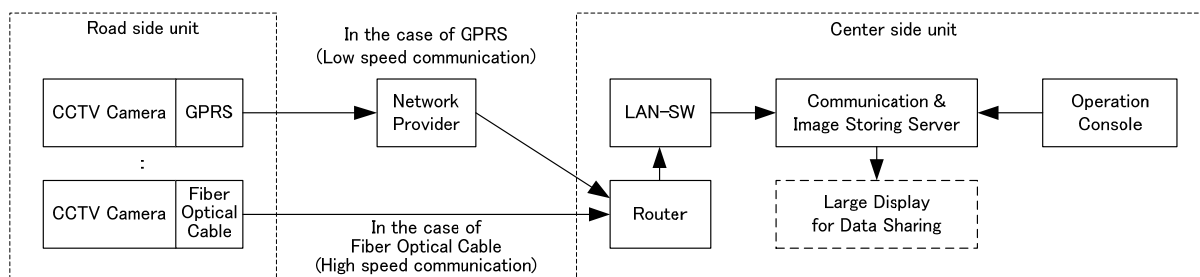 Road side unit
In the case of GPRS
(Low speed communication)
Center side unit
CCTV Camera
GPRS
Network
Provider
LAN-SW
Communication &
Image Storing Server
Operation
Console
:
CCTV Camera
Fiber
Optical
Cable
In the case of
Fiber Optical Cable
(High speed communication)
Router
Large Display
for Data Sharing